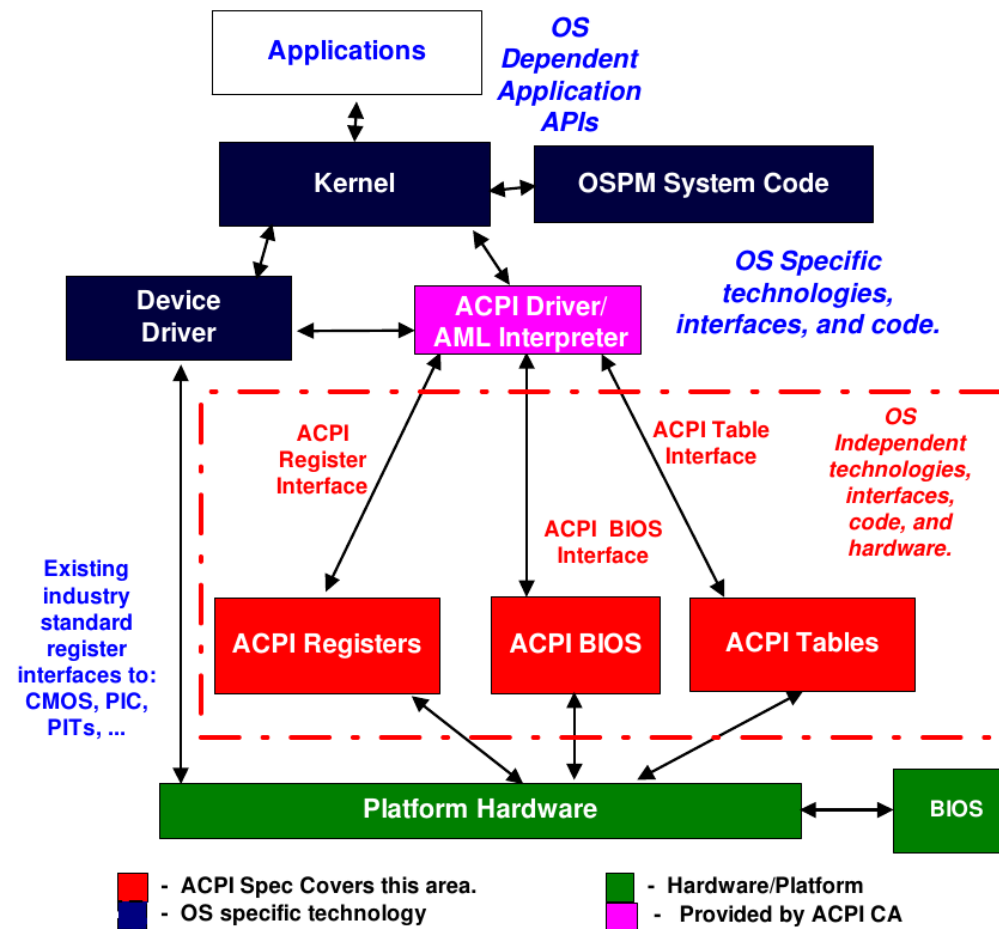 Applications
OS
Dependent
Application
APIs
Kernel
OSPM System Code
OS Specific
technologies,
interfaces, and code.
Device
Driver
ACPI Driver/
AML Interpreter
ACPI
Register
Interface
ACPI Table
Interface
OS
Independent
technologies,
interfaces,
code, and
hardware.
ACPI BIOS
Interface
Existing
industry
standard
register
interfaces to:
CMOS, PIC,
PITs, ...
ACPI Registers
ACPI BIOS
ACPI Tables
Platform Hardware
BIOS
- ACPI Spec Covers this area.
- OS specific technology
- Hardware/Platform
- Provided by ACPI CA